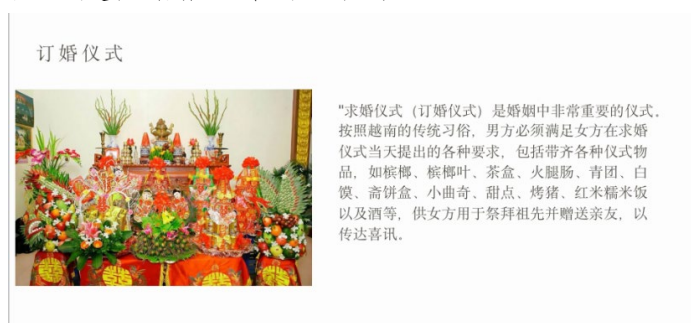 订婚仪式
"求婚仪式（订婚仪式）是婚姻中非常重要的仪式.
按照越南的传统习俗, 男方必须满足女方在求婚
仪式当天提出的各种要求, 包括带齐各种仪式物
品, 如槟榔、槟榔叶、茶盒、火腿肠、青团、白
馍、斋饼盒、小曲奇、甜点、烤猪、红米糯米饭
以及酒等, 供女方用于祭拜祖先并赠送亲友, 以
传达喜讯.